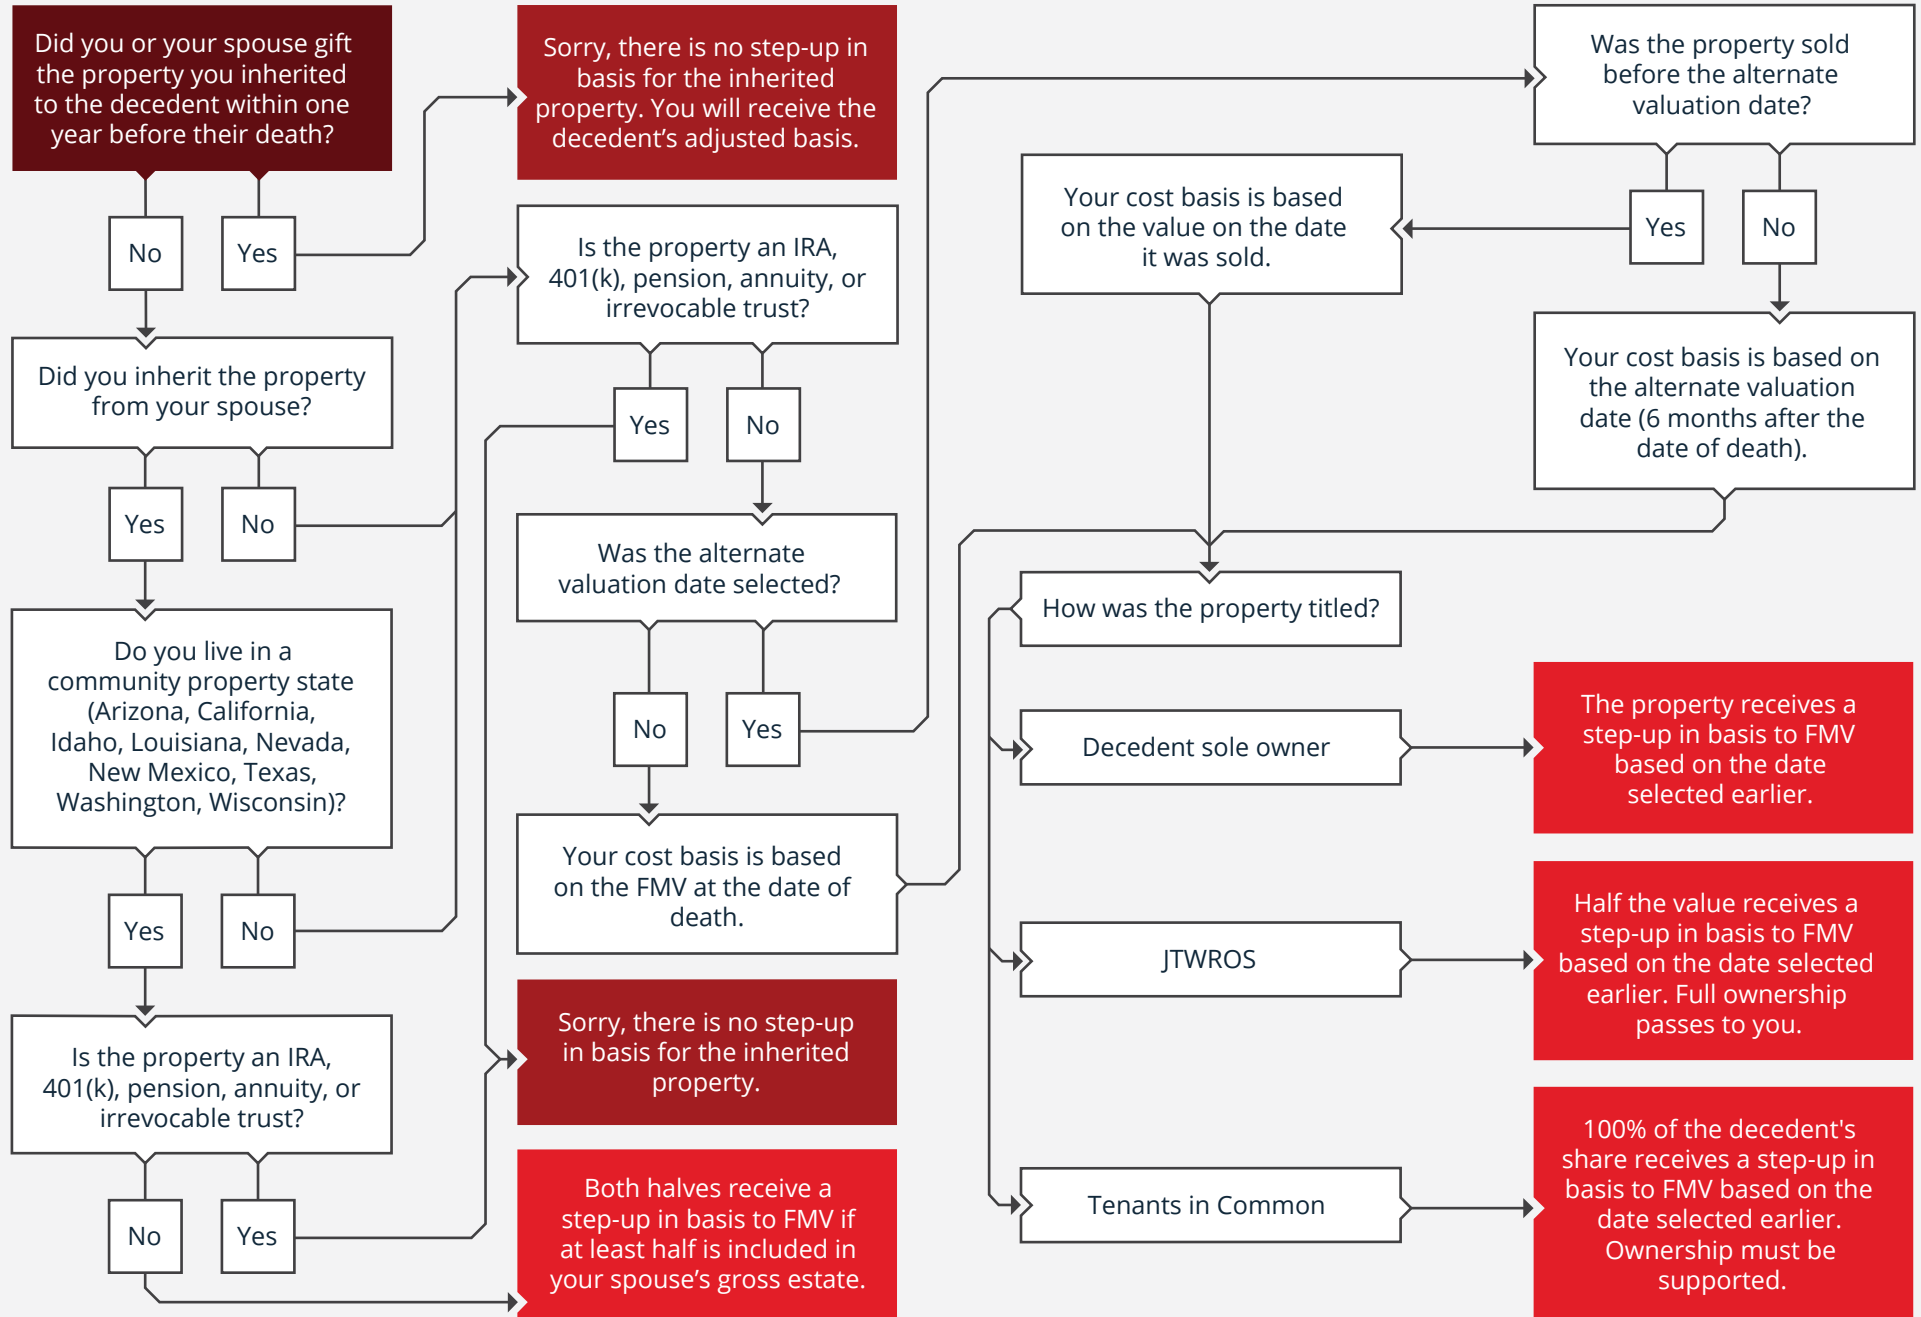 Did you or your spouse gift
the property you inherited
to the decedent within one
year before their death?
No
Yes
Did you inherit the property
from your spouse?
Yes
No
Do you live in a
community property state
(Arizona, California,
Idaho, Louisiana, Nevada,
New Mexico, Texas,
Washington, Wisconsin)?
Yes
No
Is the property an IRA,
401(k), pension, annuity, or
irrevocable trust?
No
Yes
Sorry, there is no step-up in
basis for the inherited
property. You will receive the
decedent’s adjusted basis.
Is the property an IRA,
401(k), pension, annuity, or
irrevocable trust?
Yes
No
Was the alternate
valuation date selected?
No
Yes
Your cost basis is based
on the FMV at the date of
death.
Sorry, there is no step-up
in basis for the inherited
property.
Both halves receive a
step-up in basis to FMV if
at least half is included in
your spouse’s gross estate.
Was the property sold
before the alternate
valuation date?
Yes
No
Your cost basis is based
on the value on the date
it was sold.
Your cost basis is based on
the alternate valuation
date (6 months after the
date of death).
How was the property titled?
Decedent sole owner
The property receives a
step-up in basis to FMV
based on the date
selected earlier.
JTWROS
Half the value receives a
step-up in basis to FMV
based on the date selected
earlier. Full ownership
passes to you.
Tenants in Common
100% of the decedent's
share receives a step-up in
basis to FMV based on the
date selected earlier.
Ownership must be
supported.